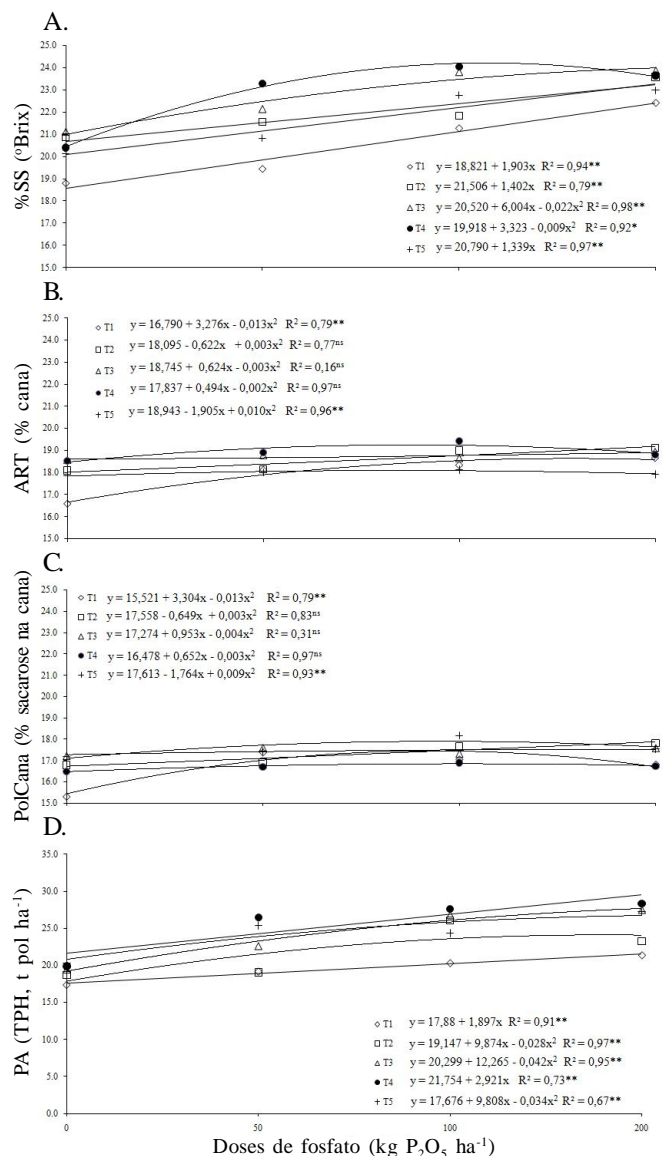 A.
%SS (ºBrix)
25.0
24.0
23.0
22.0
21.0
20.0
19.0
18.0
17.0
16.0
15.0
T1 y = 18,821 + 1,903x R² = 0,94**
T2 y = 21,506 + 1,402x R² = 0,79**
T3 y = 20,520 + 6,004x - 0,022x² R² = 0,98**
T4 y = 19,918 + 3,323 - 0,009x² R² = 0,92*
T5 y = 20,790 + 1,339x R² = 0,97**
B.
ART (% cana)
25.0
24.0
23.0
22.0
21.0
20.0
19.0
18.0
17.0
16.0
15.0
T1 y = 16,790 + 3,276x - 0,013x² R² = 0,79**
T2 y = 18,095 - 0,622x + 0,003x² R² = 0,77ns
T3 y = 18,745 + 0,624x - 0,003x² R² = 0,16ns
T4 y = 17,837 + 0,494x - 0,002x² R² = 0,97ns
T5 y = 18,943 - 1,905x + 0,010x² R² = 0,96**
C.
PolCana (% sacarose na cana)
25.0
24.0
23.0
22.0
21.0
20.0
19.0
18.0
17.0
16.0
15.0
T1 y = 15,521 + 3,304x - 0,013x² R² = 0,79**
T2 y = 17,558 - 0,649x + 0,003x² R² = 0,83ns
T3 y = 17,274 + 0,953x - 0,004x² R² = 0,31ns
T4 y = 16,478 + 0,652x - 0,003x² R² = 0,97ns
T5 y = 17,613 - 1,764x + 0,009x² R² = 0,93**
D.
PA (TPH, t pol ha⁻¹)
35.0
30.0
25.0
20.0
15.0
10.0
5.0
0.0
T1 y = 17,88 + 1,897x R² = 0,91**
T2 y = 19,147 + 9,874x - 0,028x² R² = 0,97**
T3 y = 20,299 + 12,265 - 0,042x² R² = 0,95**
T4 y = 21,754 + 2,921x R² = 0,73**
T5 y = 17,676 + 9,808x - 0,034x² R² = 0,67**
0 50 100 200
Doses de fosfato (kg P₂O₅ ha⁻¹)